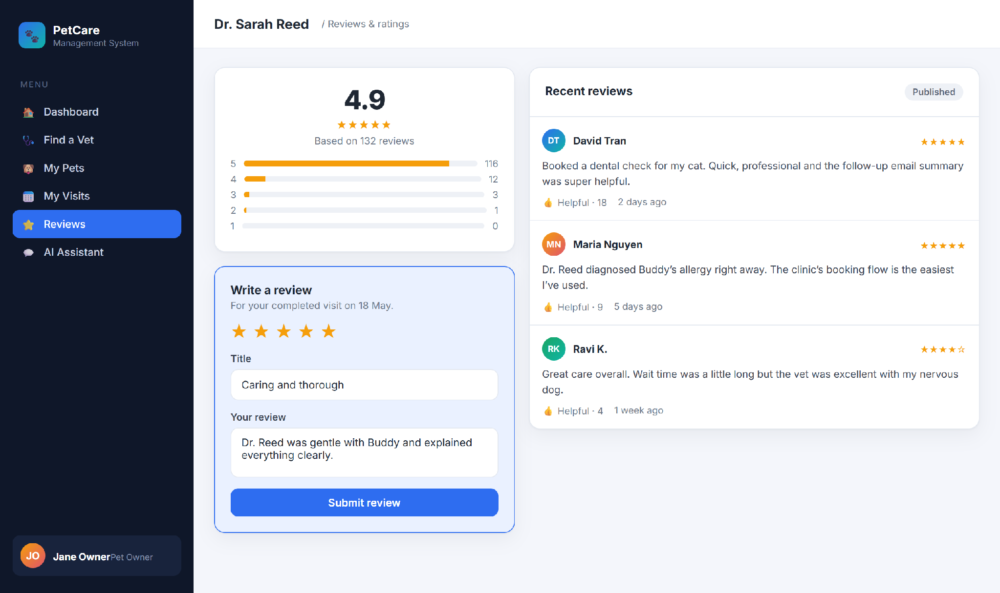 PetCare
Management System
MENU
Dashboard
Find a Vet
My Pets
My Visits
Reviews
AI Assistant
JO
Jane Owner Pet Owner
Dr. Sarah Reed / Reviews & ratings
4.9
★★★★★
Based on 132 reviews
5 116
4 12
3 3
2 1
1 0
Write a review
For your completed visit on 18 May.
★★★★★
Title
Caring and thorough
Your review
Dr. Reed was gentle with Buddy and explained
everything clearly.
Submit review
Recent reviews
Published
DT David Tran ★★★★★
Booked a dental check for my cat. Quick, professional and the follow-up email summary
was super helpful.
👍 Helpful · 18 2 days ago
MN Maria Nguyen ★★★★★
Dr. Reed diagnosed Buddy’s allergy right away. The clinic’s booking flow is the easiest
I’ve used.
👍 Helpful · 9 5 days ago
RK Ravi K. ★★★★☆
Great care overall. Wait time was a little long but the vet was excellent with my nervous
dog.
👍 Helpful · 4 1 week ago